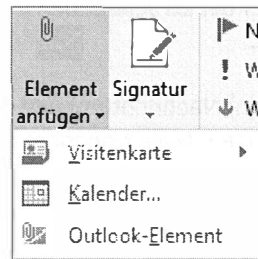 Element Signatur
anfügen
Visitenkarte
Kalender...
Outlook-Element